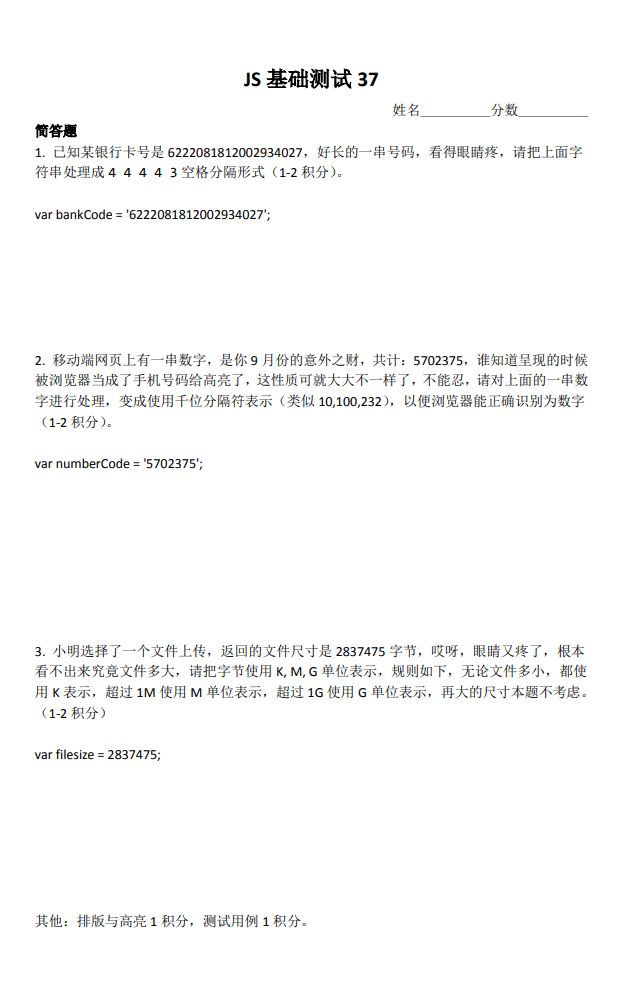 JS 基础测试 37
姓名__________分数__________
简答题
1. 已知某银行卡号是 6222081812002934027，好长的一串号码，看得眼睛疼，请把上面字
符串处理成 4 4 4 4 3 空格分隔形式（1-2 积分）。
var bankCode = '6222081812002934027';
2. 移动端网页上有一串数字，是你 9 月份的意外之财，共计：5702375，谁知道呈现的时候
被浏览器当成了手机号码给高亮了，这性质可就大大不一样了，不能忍，请对上面的一串数
字进行处理，变成使用千位分隔符表示（类似 10,100,232），以便浏览器能正确识别为数字
（1-2 积分）。
var numberCode = '5702375';
3. 小明选择了一个文件上传，返回的文件尺寸是 2837475 字节，哎呀，眼睛又疼了，根本
看不出来究竟文件多大，请把字节使用 K, M, G 单位表示，规则如下，无论文件多小，都使
用 K 表示，超过 1M 使用 M 单位表示，超过 1G 使用 G 单位表示，再大的尺寸本题不考虑。
（1-2 积分）
var filesize = 2837475;
其他：排版与高亮 1 积分，测试用例 1 积分。